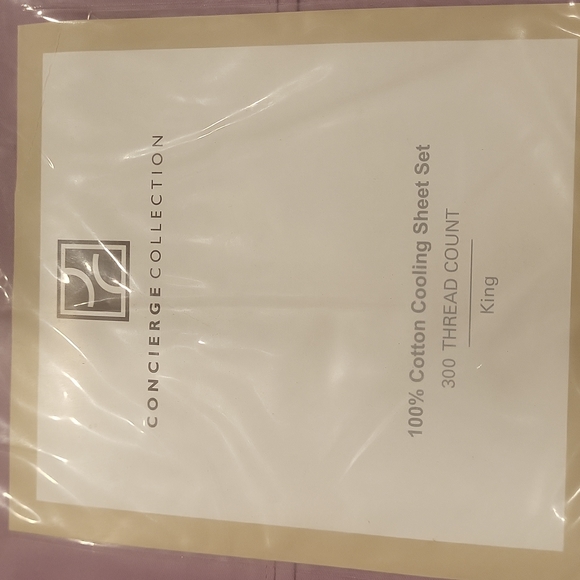 CONCIERGE COLLECTION
100% Cotton Cooling Sheet Set
300 THREAD COUNT
King